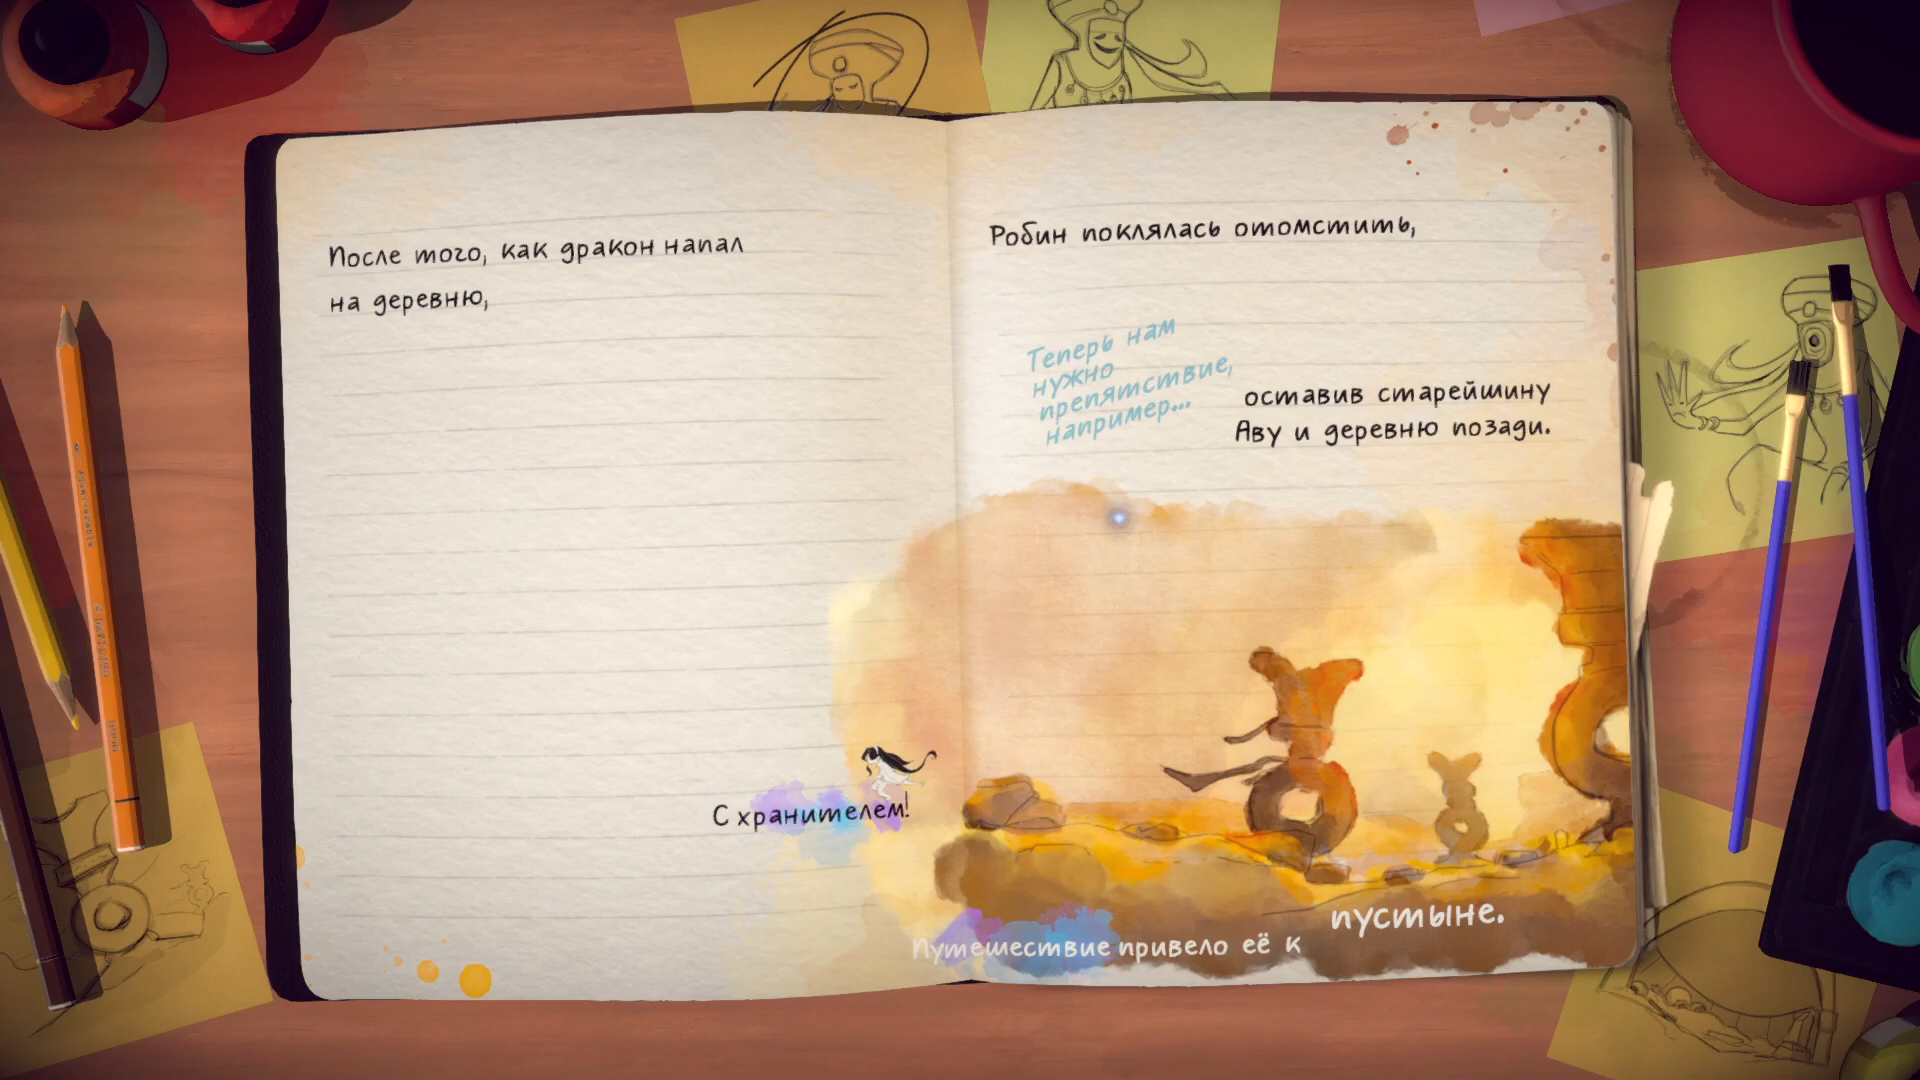 После того, как дракон напал
на деревню,
С хранителем!
Робин поклялась отомстить,
Теперь нам
нужно
препятствие,
например...
оставив старейшину
Аву и деревню позади.
Путешествие привело её к
пустыне.